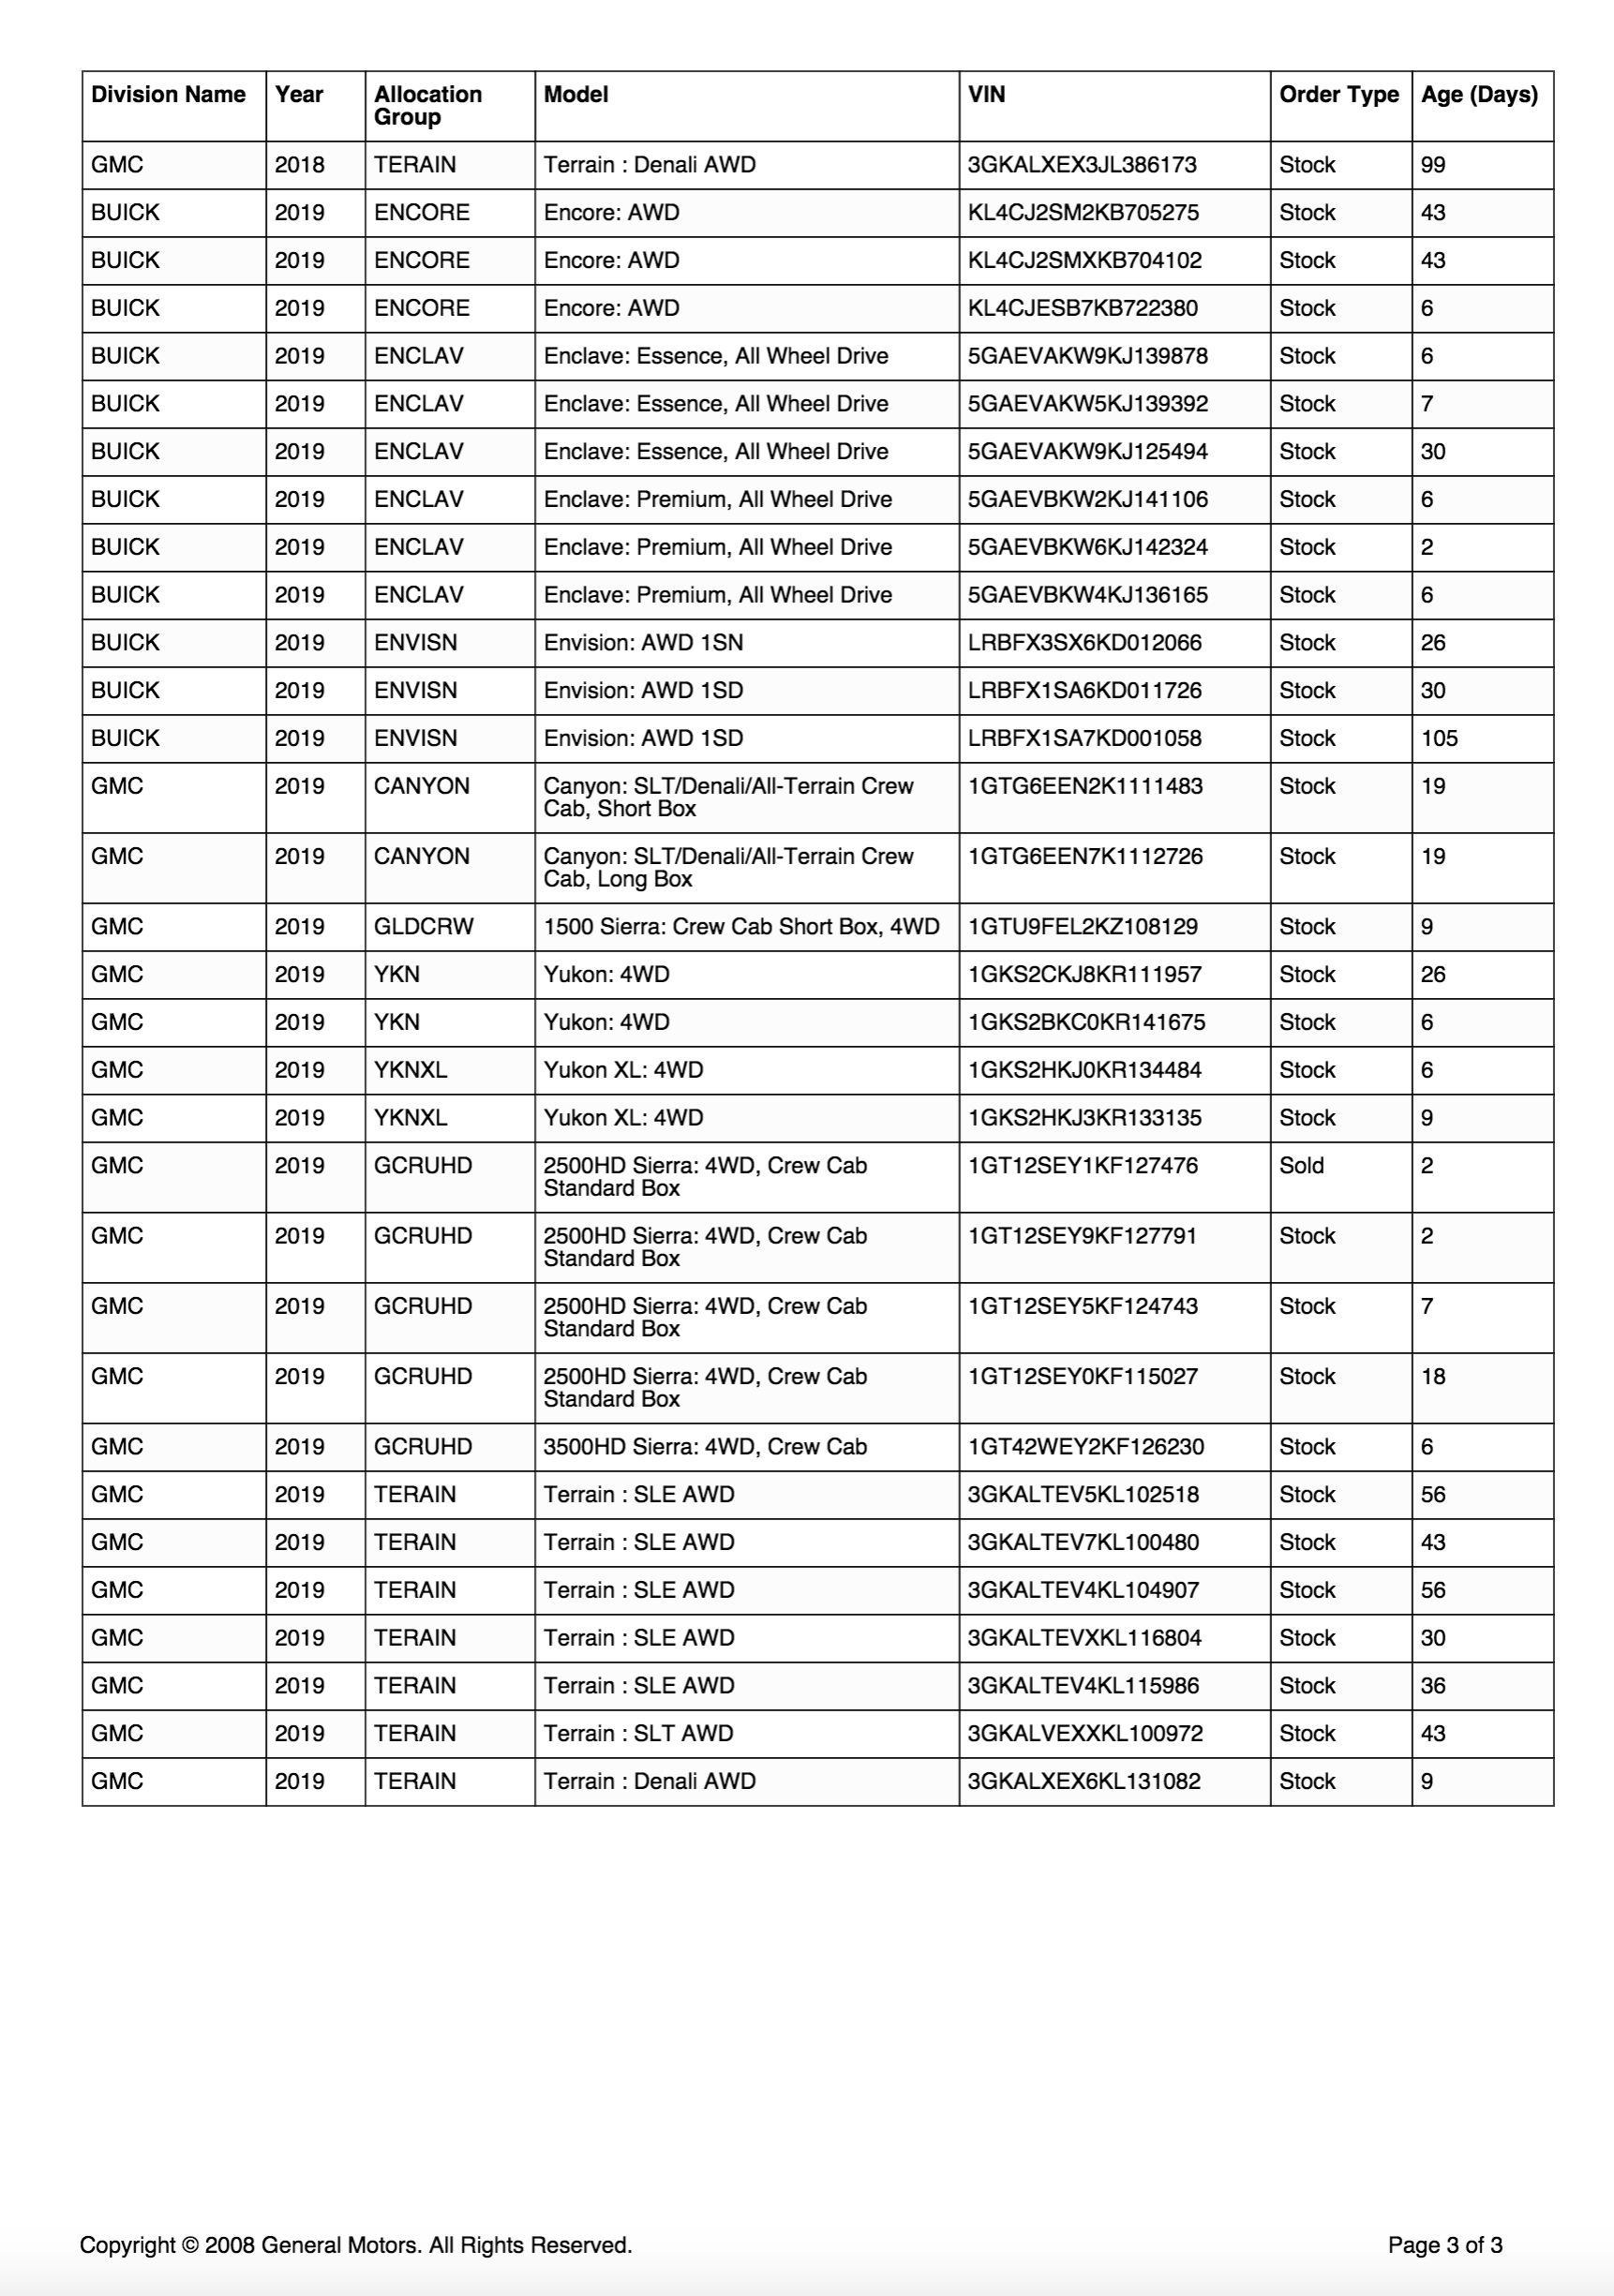 Division Name Year Allocation Group Model VIN Order Type Age (Days)
GMC 2018 TERAIN Terrain : Denali AWD 3GKALXEX3JL386173 Stock 99
BUICK 2019 ENCORE Encore: AWD KL4CJ2SM2KB705275 Stock 43
BUICK 2019 ENCORE Encore: AWD KL4CJ2SMXKB704102 Stock 43
BUICK 2019 ENCORE Encore: AWD KL4CJESB7KB722380 Stock 6
BUICK 2019 ENCLAV Enclave: Essence, All Wheel Drive 5GAEVAKW9KJ139878 Stock 6
BUICK 2019 ENCLAV Enclave: Essence, All Wheel Drive 5GAEVAKW5KJ139392 Stock 7
BUICK 2019 ENCLAV Enclave: Essence, All Wheel Drive 5GAEVAKW9KJ125494 Stock 30
BUICK 2019 ENCLAV Enclave: Premium, All Wheel Drive 5GAEVBKW2KJ141106 Stock 6
BUICK 2019 ENCLAV Enclave: Premium, All Wheel Drive 5GAEVBKW6KJ142324 Stock 2
BUICK 2019 ENCLAV Enclave: Premium, All Wheel Drive 5GAEVBKW4KJ136165 Stock 6
BUICK 2019 ENVISN Envision: AWD 1SN LRBFX3SX6KD012066 Stock 26
BUICK 2019 ENVISN Envision: AWD 1SD LRBFX1SA6KD011726 Stock 30
BUICK 2019 ENVISN Envision: AWD 1SD LRBFX1SA7KD001058 Stock 105
GMC 2019 CANYON Canyon: SLT/Denali/All-Terrain Crew Cab, Short Box 1GTG6EEN2K1111483 Stock 19
GMC 2019 CANYON Canyon: SLT/Denali/All-Terrain Crew Cab, Long Box 1GTG6EEN7K1112726 Stock 19
GMC 2019 GLDCRW 1500 Sierra: Crew Cab Short Box, 4WD 1GTU9FEL2KZ108129 Stock 9
GMC 2019 YKN Yukon: 4WD 1GKS2CKJ8KR111957 Stock 26
GMC 2019 YKN Yukon: 4WD 1GKS2BKC0KR141675 Stock 6
GMC 2019 YKNXL Yukon XL: 4WD 1GKS2HKJ0KR134484 Stock 6
GMC 2019 YKNXL Yukon XL: 4WD 1GKS2HKJ3KR133135 Stock 9
GMC 2019 GCRUHD 2500HD Sierra: 4WD, Crew Cab Standard Box 1GT12SEY1KF127476 Sold 2
GMC 2019 GCRUHD 2500HD Sierra: 4WD, Crew Cab Standard Box 1GT12SEY9KF127791 Stock 2
GMC 2019 GCRUHD 2500HD Sierra: 4WD, Crew Cab Standard Box 1GT12SEY5KF124743 Stock 7
GMC 2019 GCRUHD 2500HD Sierra: 4WD, Crew Cab Standard Box 1GT12SEY0KF115027 Stock 18
GMC 2019 GCRUHD 3500HD Sierra: 4WD, Crew Cab 1GT42WEY2KF126230 Stock 6
GMC 2019 TERAIN Terrain : SLE AWD 3GKALTEV5KL102518 Stock 56
GMC 2019 TERAIN Terrain : SLE AWD 3GKALTEV7KL100480 Stock 43
GMC 2019 TERAIN Terrain : SLE AWD 3GKALTEV4KL104907 Stock 56
GMC 2019 TERAIN Terrain : SLE AWD 3GKALTEVXKL116804 Stock 30
GMC 2019 TERAIN Terrain : SLE AWD 3GKALTEV4KL115986 Stock 36
GMC 2019 TERAIN Terrain : SLT AWD 3GKALVEXXKL100972 Stock 43
GMC 2019 TERAIN Terrain : Denali AWD 3GKALXEX6KL131082 Stock 9
Copyright © 2008 General Motors. All Rights Reserved. Page 3 of 3